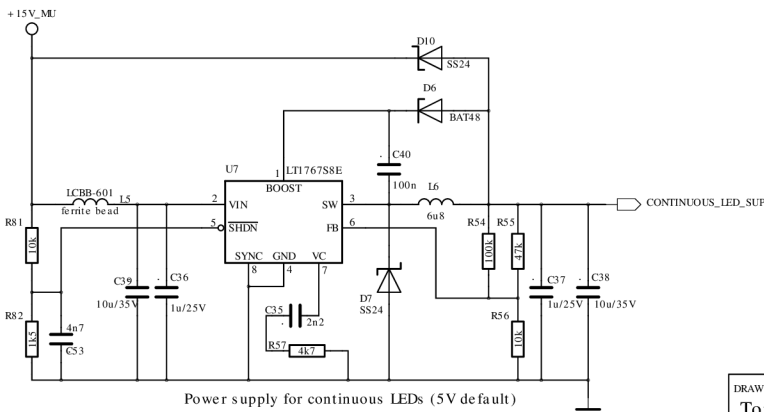 +15V_MU
D10
SS24
D6
BAT48
U7
1
LT1767S8E
BOOST
C40
100n
LCBB-601
L5
ferrite bead
2
VIN
SW
3
L6
6u8
CONTINUOUS_LED_SUP
R81
10k
5
SHDN
FB
6
R54
100k
R55
47k
SYNC
GND
VC
8
4
7
C39
10u/35V
C36
1u/25V
D7
SS24
C37
1u/25V
C38
10u/35V
R82
1k5
4n7
C53
C35
2n2
R57
4k7
R56
10k
Power supply for continuous LEDs (5V default)
DRAW
To